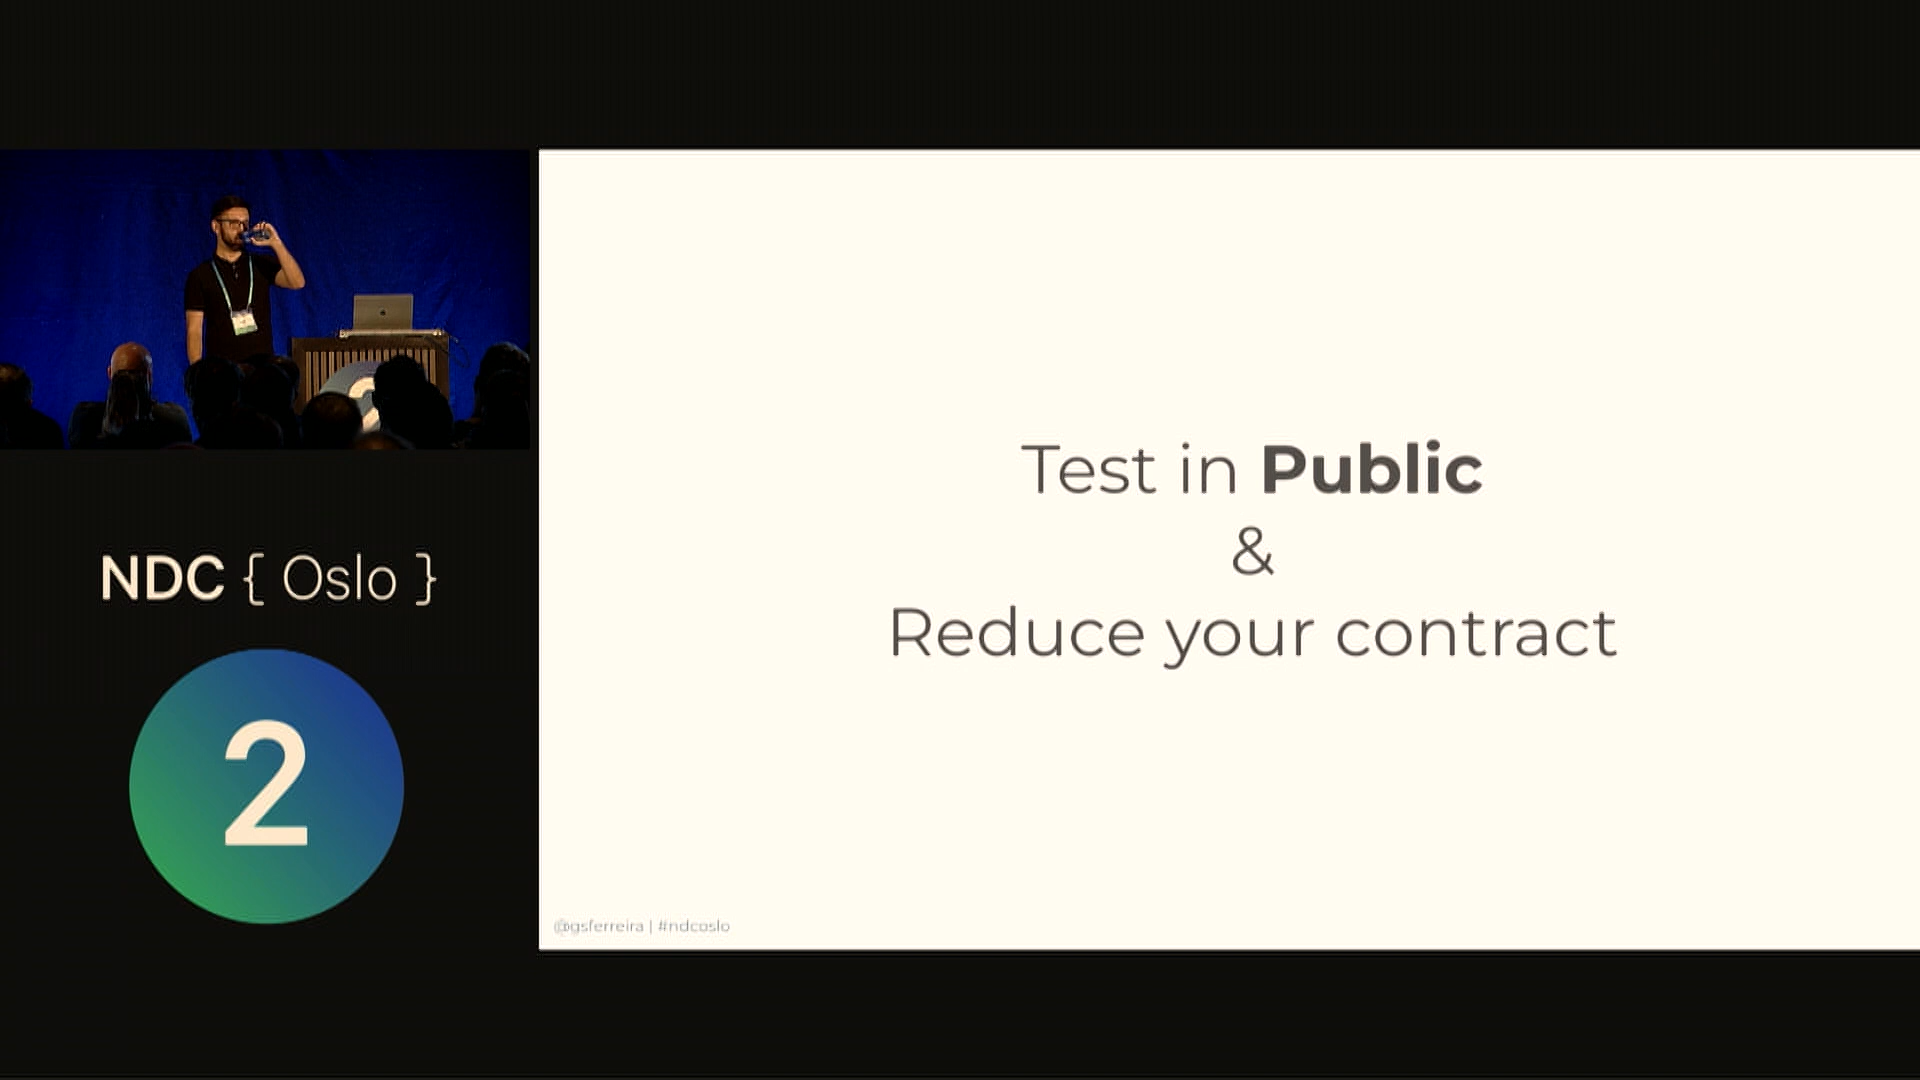 NDC { Oslo }
2
Test in Public
&
Reduce your contract
@gsferreira | #ndcoslo